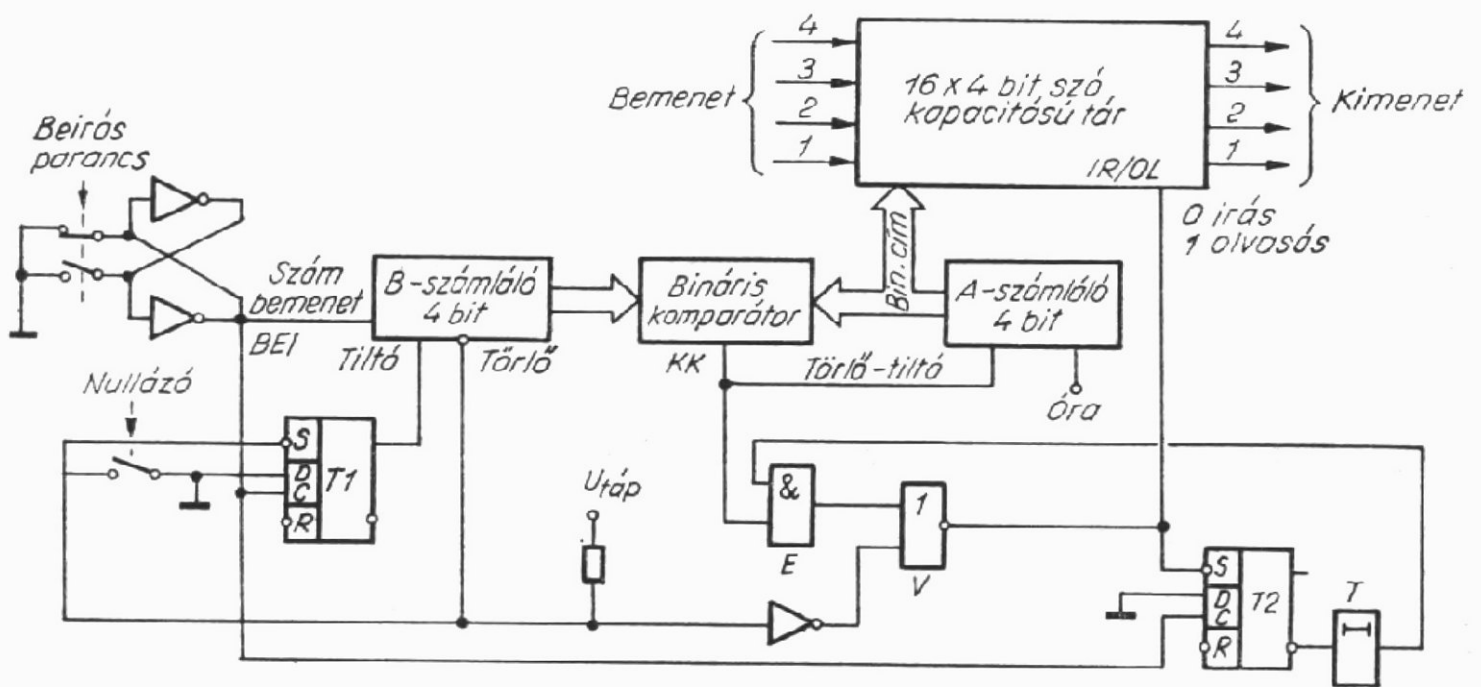 Bemenet
4
3
2
1
16 x 4 bit szó
kapacitósú tár
IR/OL
4
3
2
1
Kimenet
0 irás
1 olvasás
Beirós
parancs
Szám
bemenet
BEI
B-számláló
4 bit
Tiltó
Törlő
Bináris
komparátor
KK
Bin. cím
A-számláló
4 bit
Törlő-tiltó
Óra
Nullázó
S
D
C
R
T1
Utáp
&
E
1
V
S
D
C
R
T2
T